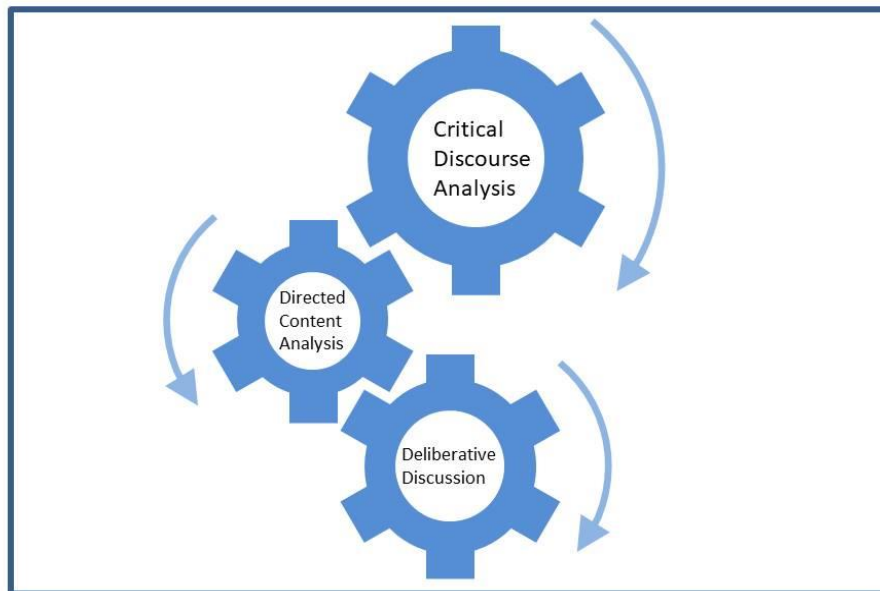 Critical
Discourse
Analysis
Directed
Content
Analysis
Deliberative
Discussion